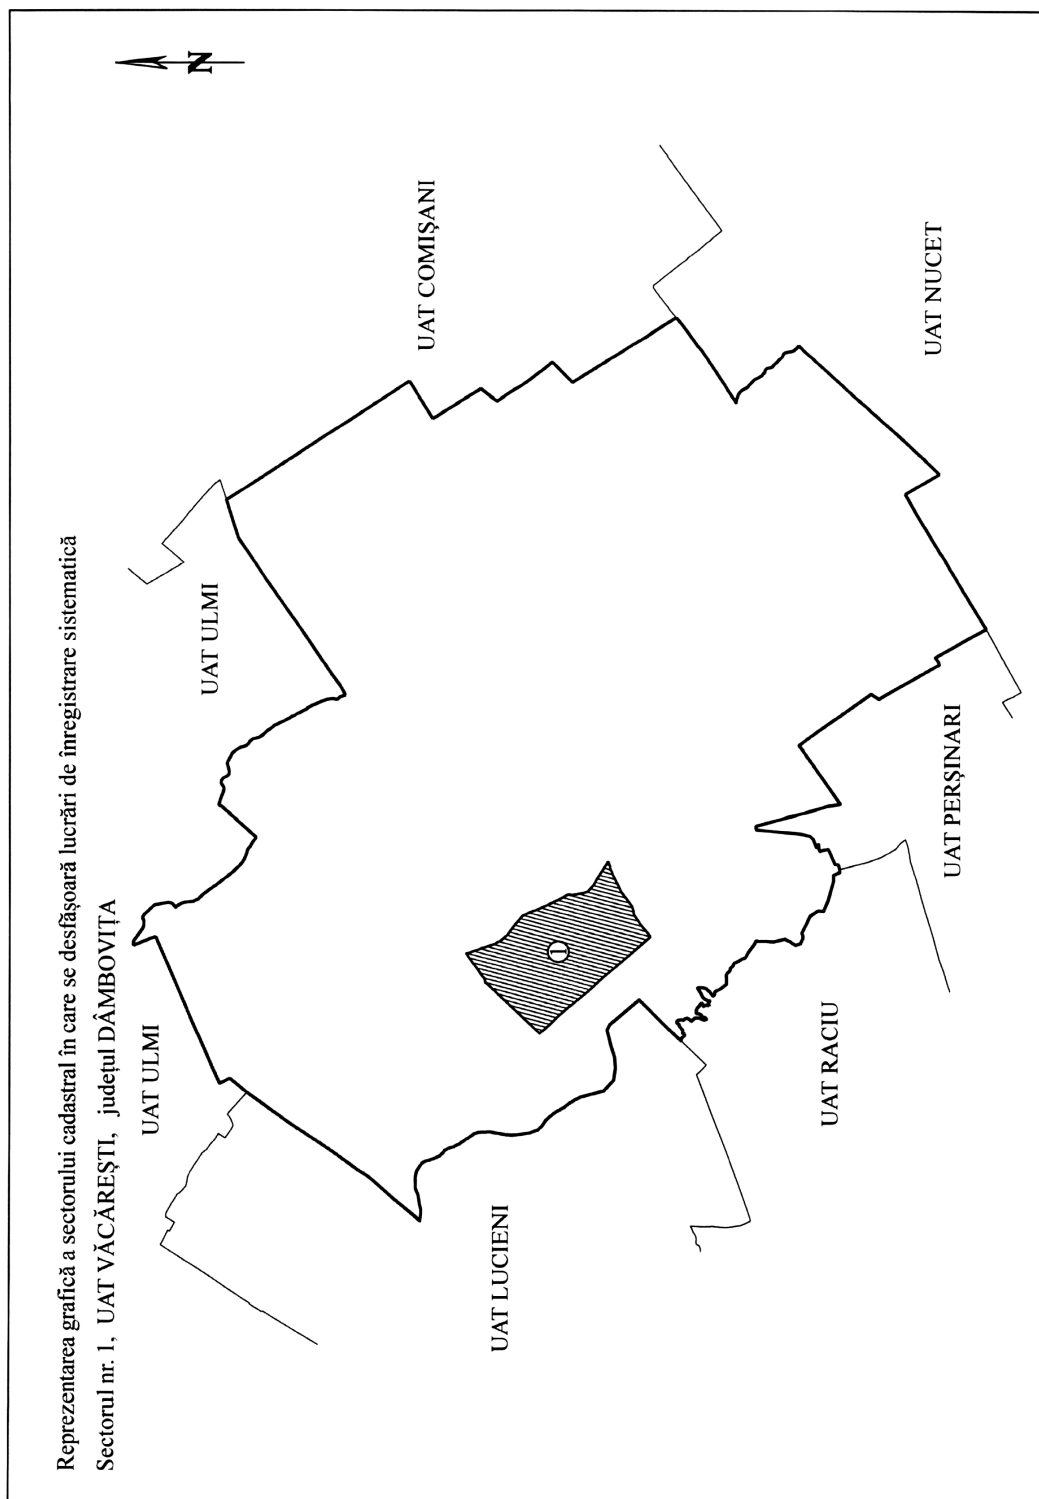 Reprezentarea grafică a sectorului cadastral în care se desfășoară lucrări de înregistrare sistematică
Sectorul nr. 1, UAT VĂCĂREȘTI, județul DÂMBOVIȚA
N
UAT ULMI
UAT ULMI
UAT COMIȘANI
UAT LUCIENI
1
UAT RACIU
UAT PERȘINARI
UAT NUCET